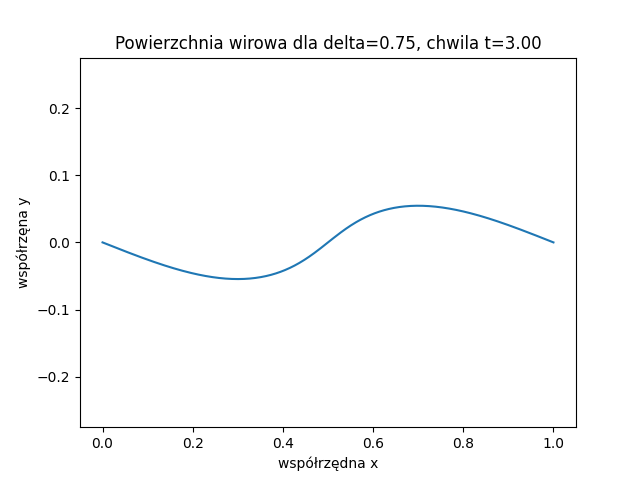 Powierzchnia wirowa dla delta=0.75, chwila t=3.00
0.2
0.1
0.0
−0.1
−0.2
współrzęna y
0.0 0.2 0.4 0.6 0.8 1.0
współrzędna x